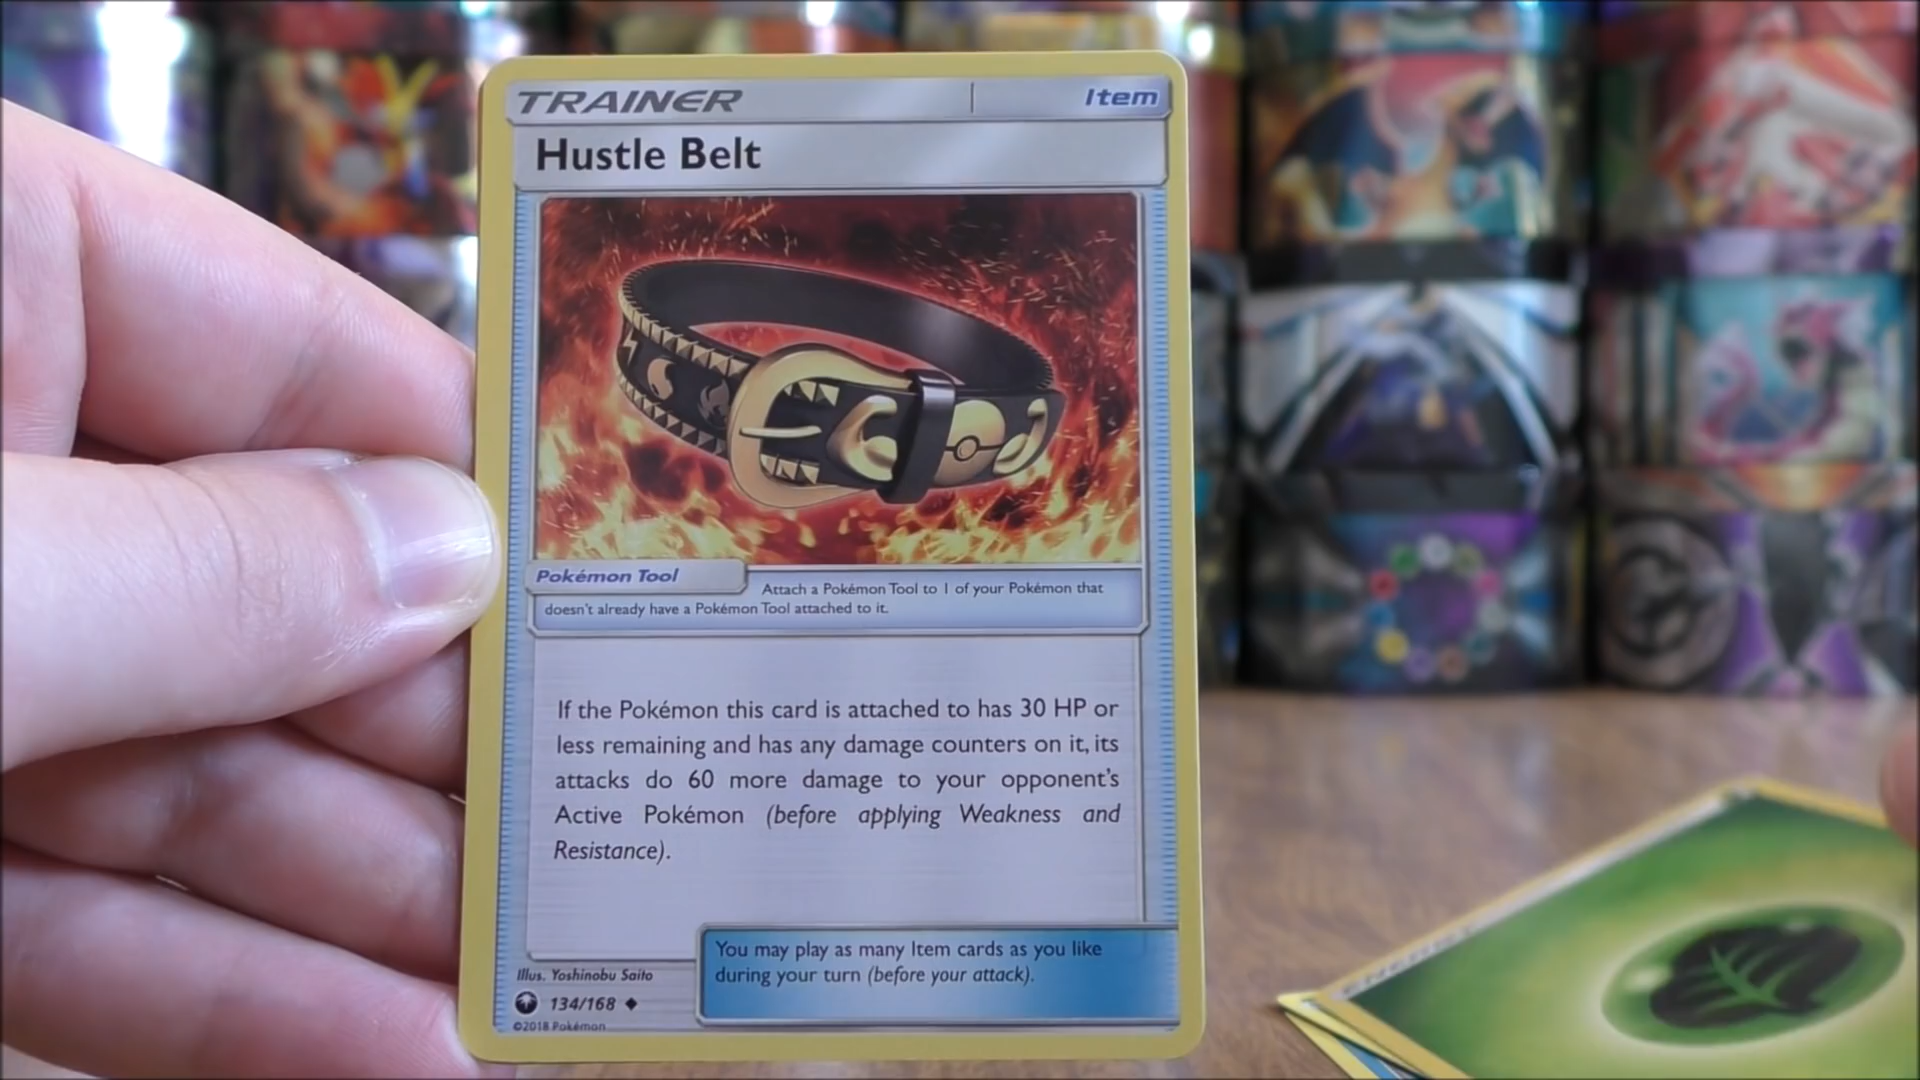 TRAINER
Item
Hustle Belt
Pokémon Tool
Attach a Pokémon Tool to 1 of your Pokémon that
doesn't already have a Pokémon Tool attached to it.
If the Pokémon this card is attached to has 30 HP or
less remaining and has any damage counters on it, its
attacks do 60 more damage to your opponent's
Active Pokémon (before applying Weakness and
Resistance).
You may play as many Item cards as you like
during your turn (before your attack).
Illus. Yoshinobu Saito
134/168
©2018 Pokémon